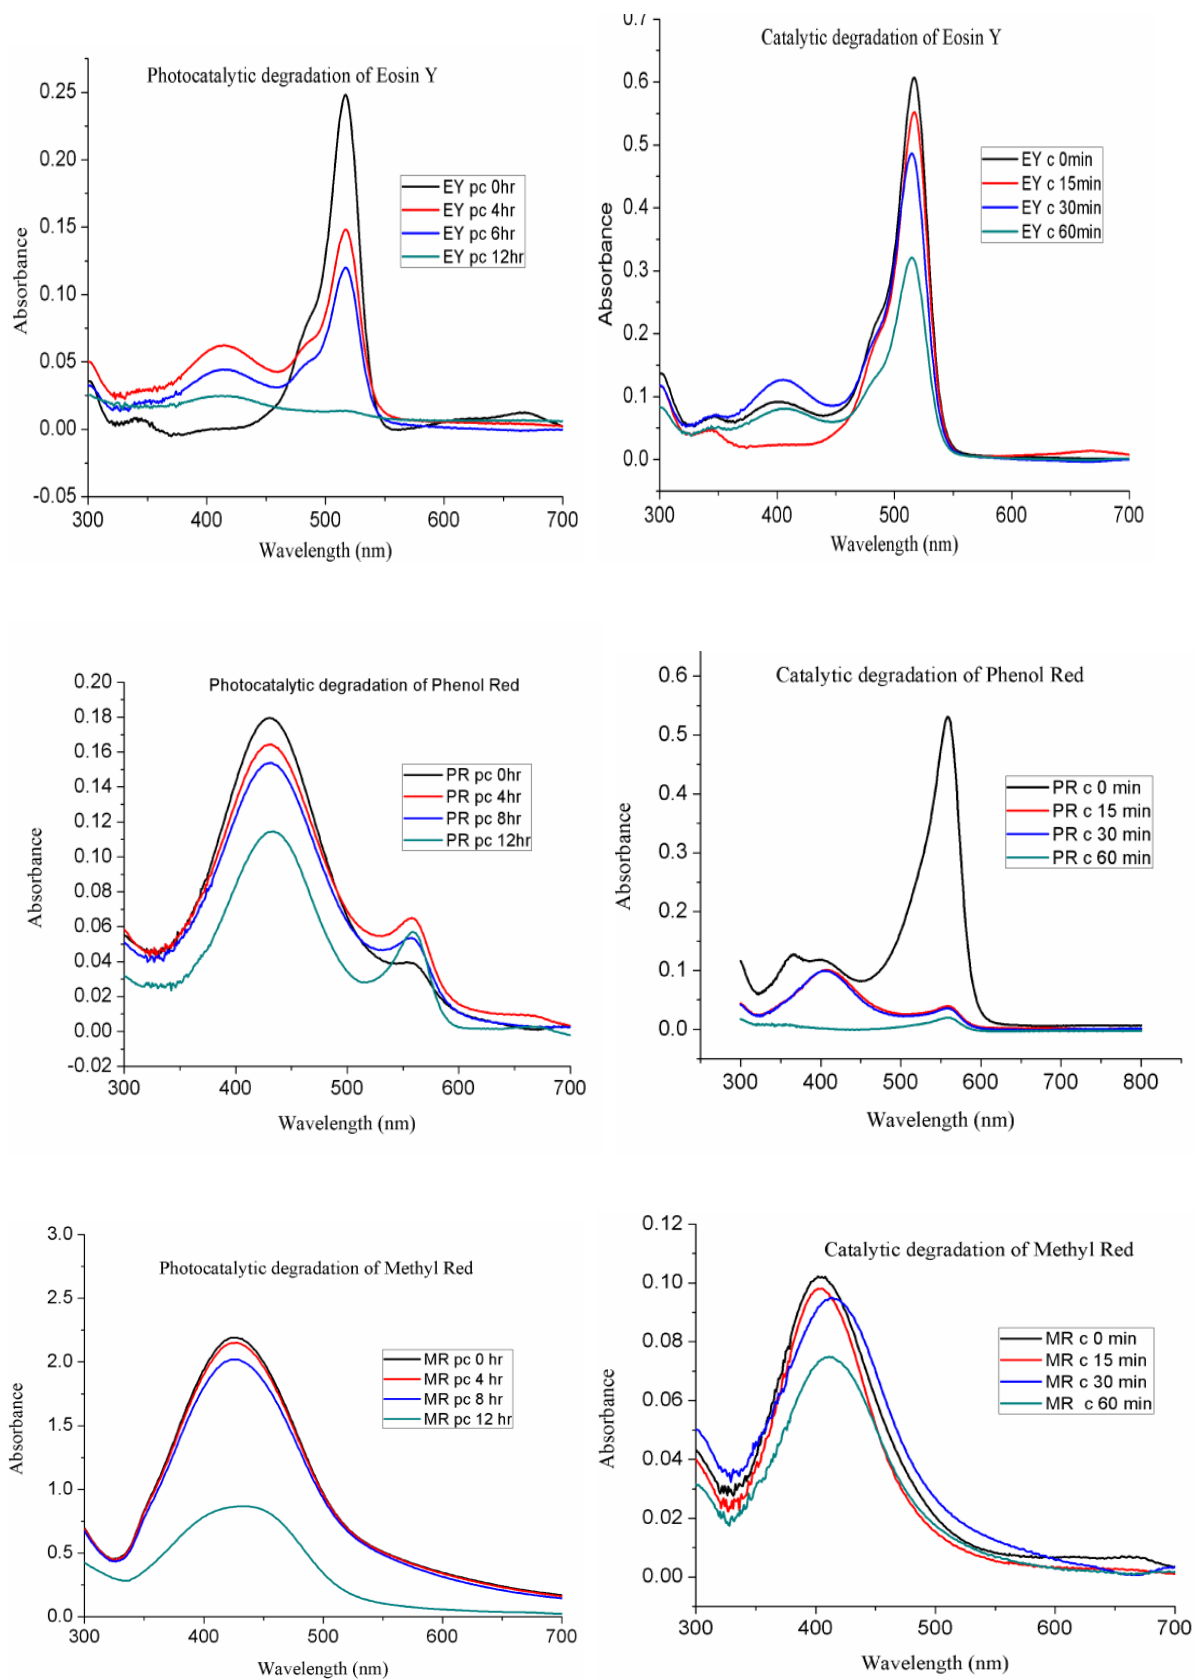 Photocatalytic degradation of Eosin Y
0.25
0.20
0.15
0.10
0.05
0.00
-0.05
Absorbance
EY pc 0hr
EY pc 4hr
EY pc 6hr
EY pc 12hr
300 400 500 600 700
Wavelength (nm)
Catalytic degradation of Eosin Y
0.7
0.6
0.5
0.4
0.3
0.2
0.1
0.0
Absorbance
EY c 0min
EY c 15min
EY c 30min
EY c 60min
300 400 500 600 700
Wavelength (nm)
Photocatalytic degradation of Phenol Red
0.20
0.18
0.16
0.14
0.12
0.10
0.08
0.06
0.04
0.02
0.00
-0.02
Absorbance
PR pc 0hr
PR pc 4hr
PR pc 8hr
PR pc 12hr
300 400 500 600 700
Wavelength (nm)
Catalytic degradation of Phenol Red
0.6
0.5
0.4
0.3
0.2
0.1
0.0
Absorbance
PR c 0 min
PR c 15 min
PR c 30 min
PR c 60 min
300 400 500 600 700 800
Wavelength (nm)
Photocatalytic degradation of Methyl Red
3.0
2.5
2.0
1.5
1.0
0.5
0.0
Absorbance
MR pc 0 hr
MR pc 4 hr
MR pc 8 hr
MR pc 12 hr
300 400 500 600 700
Wavelength (nm)
Catalytic degradation of Methyl Red
0.12
0.10
0.08
0.06
0.04
0.02
0.00
Absorbance
MR c 0 min
MR c 15 min
MR c 30 min
MR c 60 min
300 400 500 600 700
Wavelength (nm)